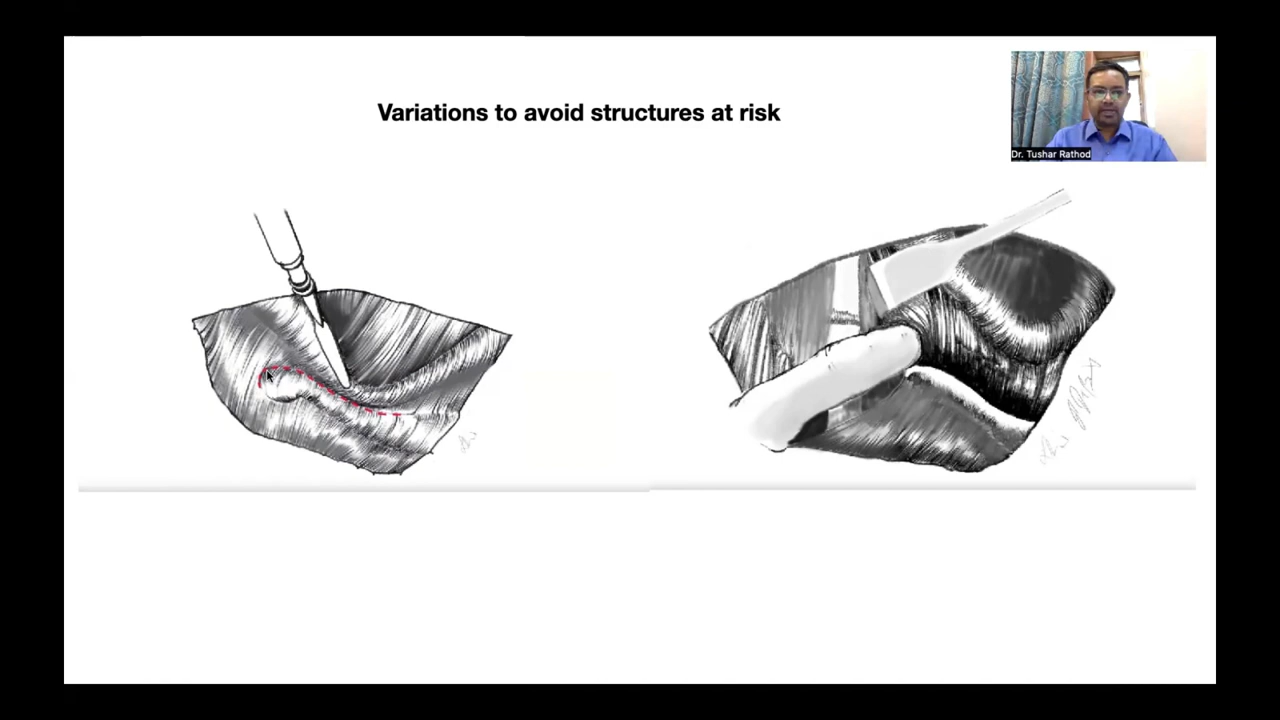 Variations to avoid structures at risk
Dr. Tushar Rathod